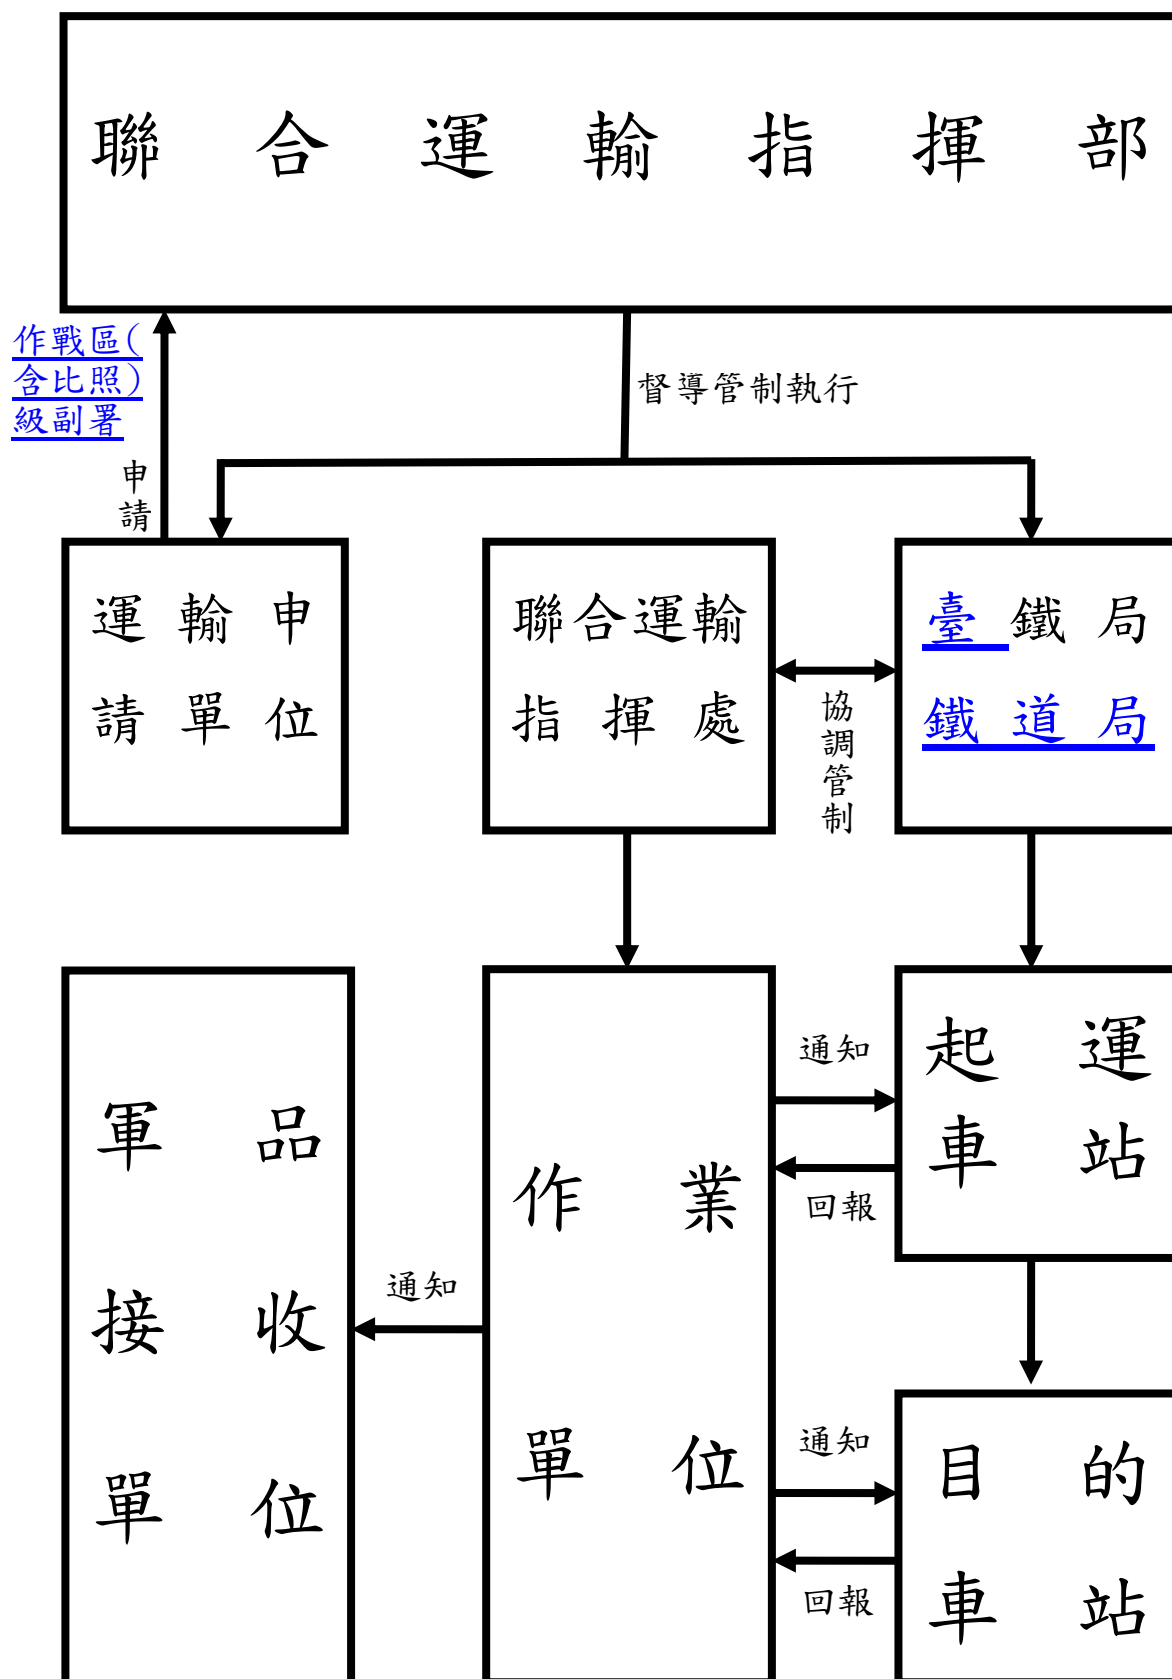 聯合運輸指揮部
作戰區(
含比照)
級副署
督導管制執行
申請
運輸申
請單位
聯合運輸
指揮處
臺鐵局
鐵道局
協調管制
軍品
接收
單位
作業
單位
起運
車站
通知
回報
通知
通知
回報
目的
車站